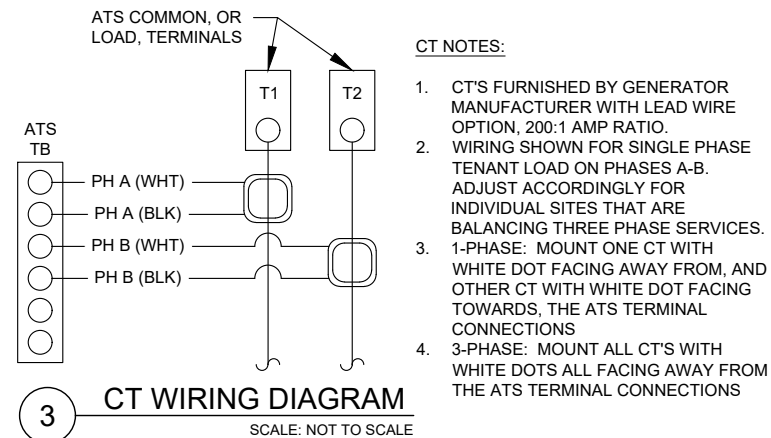 ATS COMMON, OR
LOAD, TERMINALS
T1
T2
ATS
TB
PH A (WHT)
PH A (BLK)
PH B (WHT)
PH B (BLK)
3
CT WIRING DIAGRAM
SCALE: NOT TO SCALE
CT NOTES:
1. CT'S FURNISHED BY GENERATOR
MANUFACTURER WITH LEAD WIRE
OPTION, 200:1 AMP RATIO.
2. WIRING SHOWN FOR SINGLE PHASE
TENANT LOAD ON PHASES A-B.
ADJUST ACCORDINGLY FOR
INDIVIDUAL SITES THAT ARE
BALANCING THREE PHASE SERVICES.
3. 1-PHASE: MOUNT ONE CT WITH
WHITE DOT FACING AWAY FROM, AND
OTHER CT WITH WHITE DOT FACING
TOWARDS, THE ATS TERMINAL
CONNECTIONS
4. 3-PHASE: MOUNT ALL CT'S WITH
WHITE DOTS ALL FACING AWAY FROM
THE ATS TERMINAL CONNECTIONS